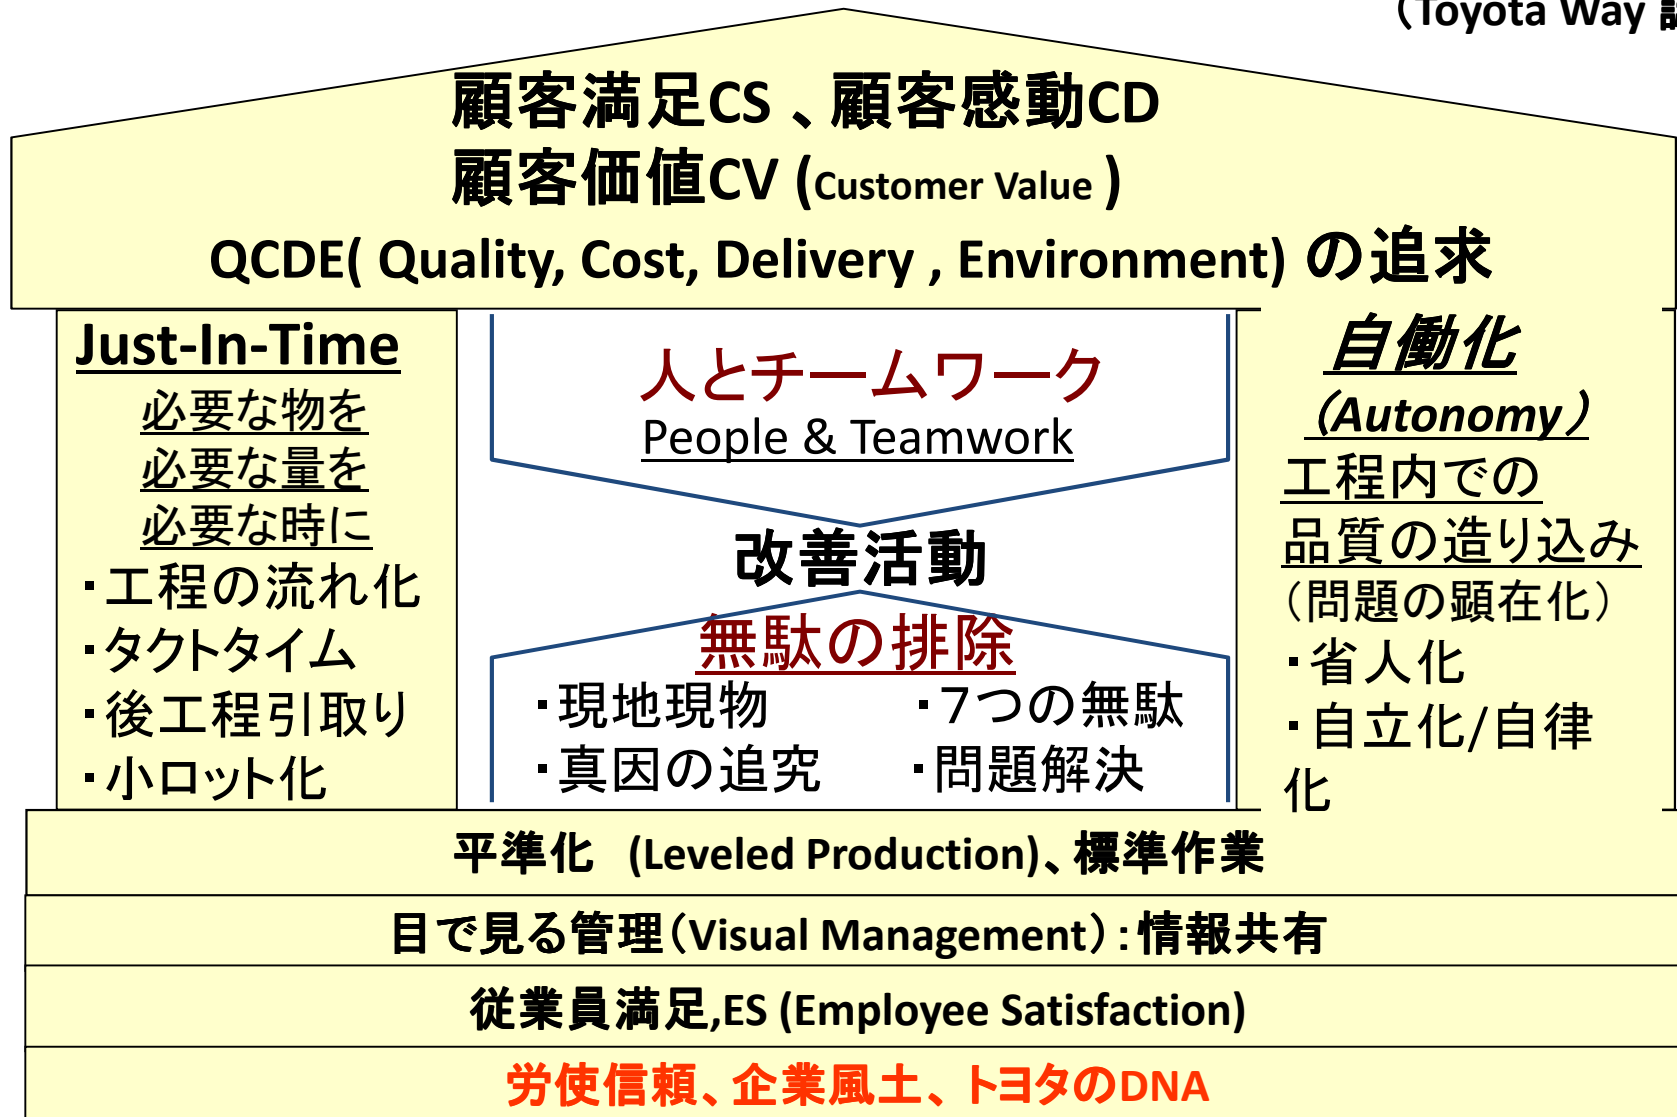 (Toyota Way
顧客満足CS 、顧客感動CD
顧客価値CV (Customer Value )
QCDE( Quality, Cost, Delivery , Environment) の追求
Just-In-Time
必要な物を
必要な量を
必要な時に
・工程の流れ化
・タクトタイム
・後工程引取り
・小ロット化
人とチームワーク
People & Teamwork
改善活動
無駄の排除
・現地現物 ・7つの無駄
・真因の追究 ・問題解決
自働化
(Autonomy)
工程内での
品質の造り込み
(問題の顕在化)
・省人化
・自立化/自律
化
平準化 (Leveled Production)、標準作業
目で見る管理(Visual Management):情報共有
従業員満足,ES (Employee Satisfaction)
労使信頼、企業風土、トヨタのDNA